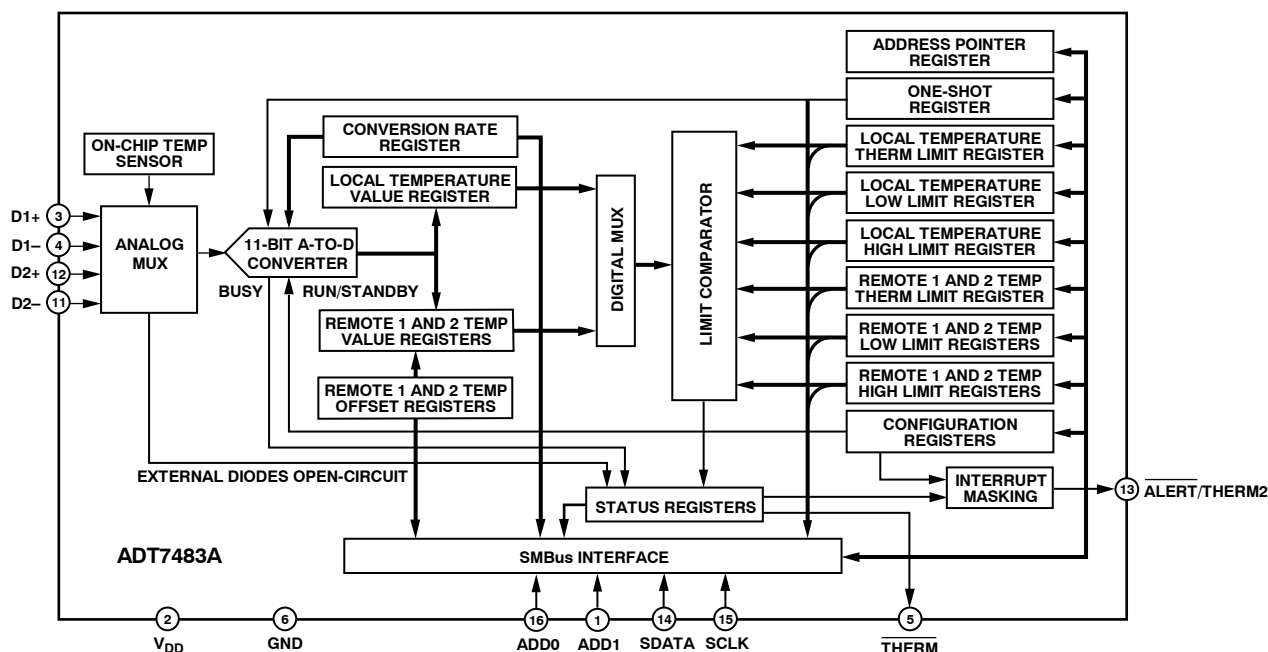 ADDRESS POINTER
REGISTER
ONE-SHOT
REGISTER
CONVERSION RATE
REGISTER
ON-CHIP TEMP
SENSOR
LOCAL TEMPERATURE
THERM LIMIT REGISTER
LOCAL TEMPERATURE
VALUE REGISTER
LOCAL TEMPERATURE
LOW LIMIT REGISTER
D1+ 3
D1– 4
D2+ 12
D2– 11
ANALOG
MUX
11-BIT A-TO-D
CONVERTER
BUSY
RUN/STANDBY
DIGITAL MUX
LIMIT COMPARATOR
LOCAL TEMPERATURE
HIGH LIMIT REGISTER
REMOTE 1 AND 2 TEMP
THERM LIMIT REGISTER
REMOTE 1 AND 2 TEMP
VALUE REGISTERS
REMOTE 1 AND 2 TEMP
LOW LIMIT REGISTERS
REMOTE 1 AND 2 TEMP
OFFSET REGISTERS
REMOTE 1 AND 2 TEMP
HIGH LIMIT REGISTERS
CONFIGURATION
REGISTERS
EXTERNAL DIODES OPEN-CIRCUIT
INTERRUPT
MASKING
13 ALERT/THERM2
STATUS REGISTERS
ADT7483A
SMBus INTERFACE
2
6
16
1
14
15
5
VDD
GND
ADD0
ADD1
SDATA
SCLK
THERM